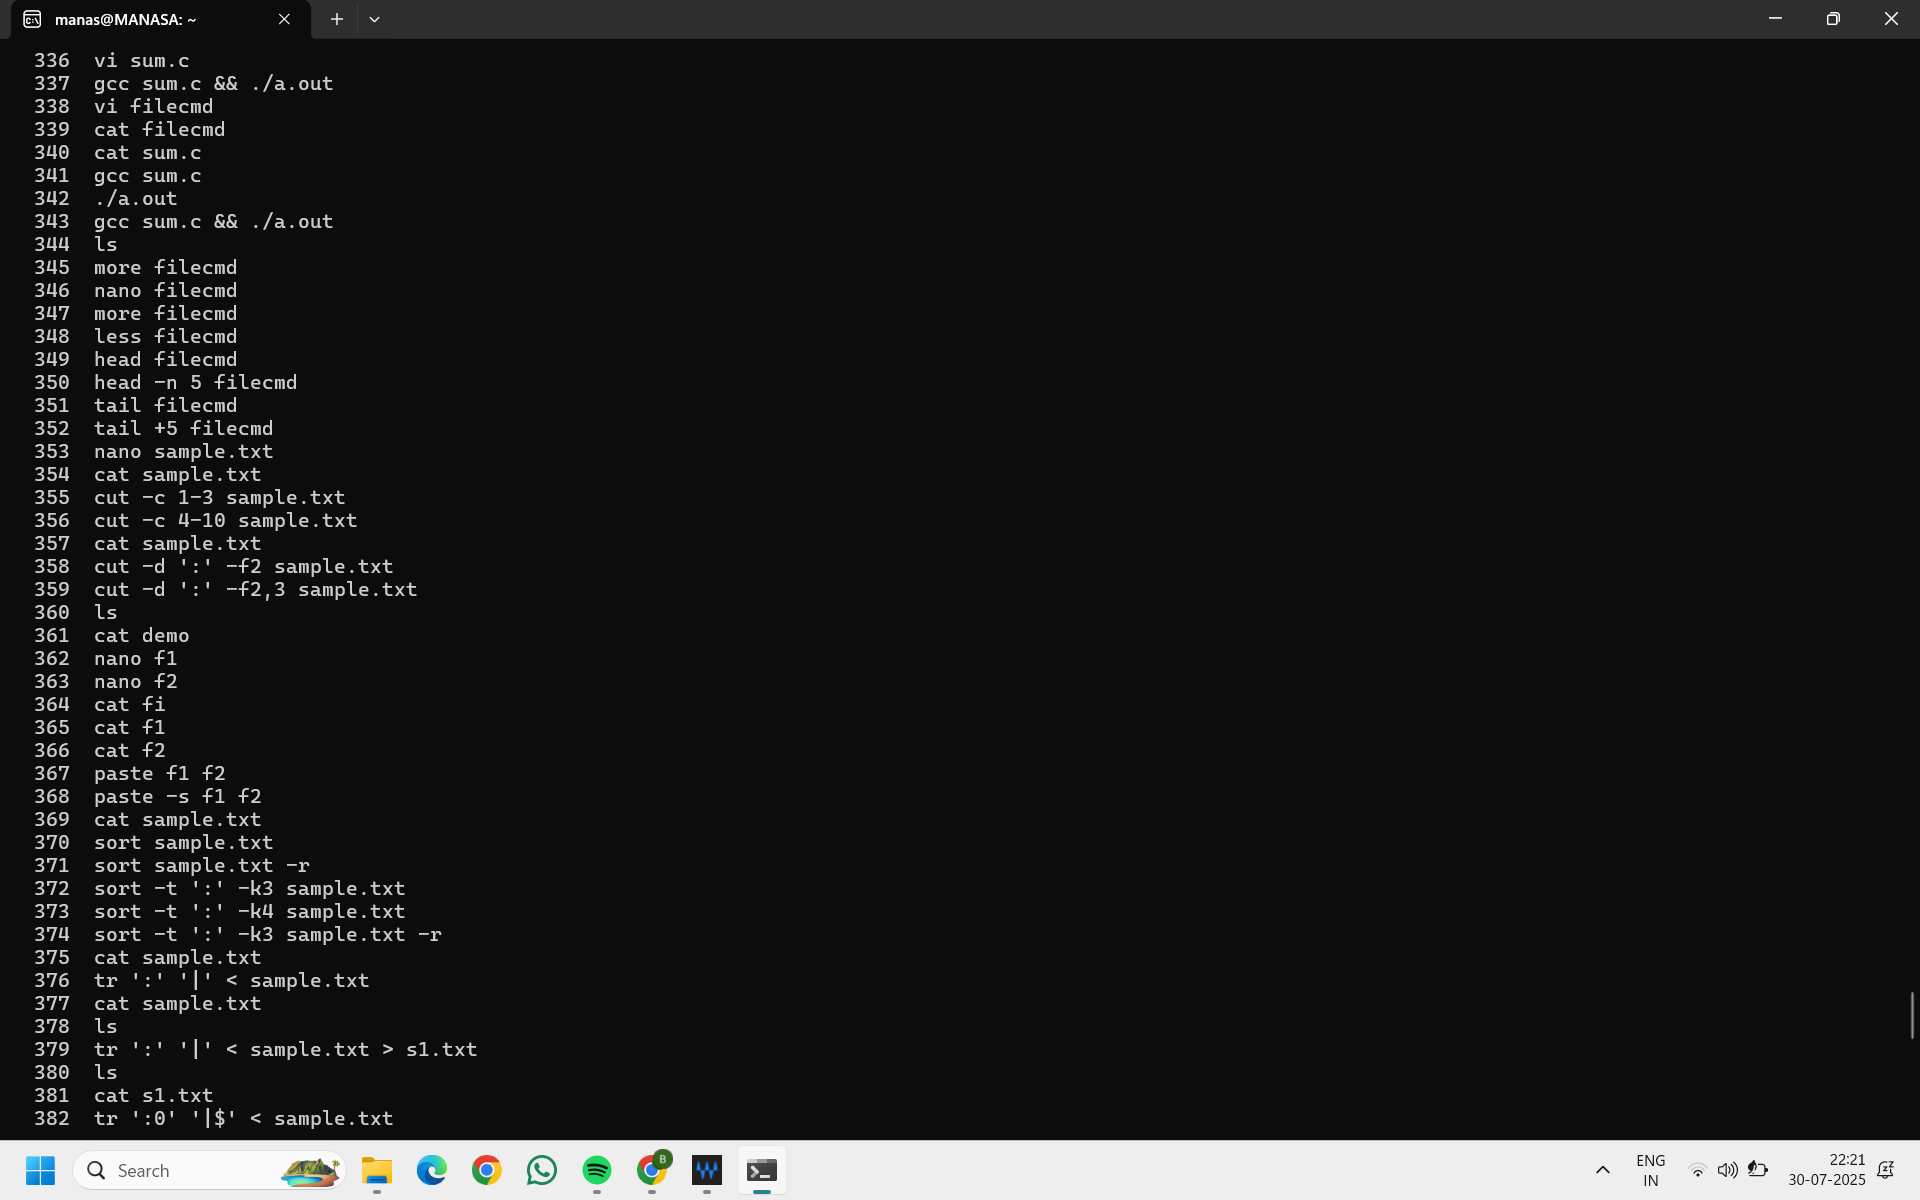 manas@MANASA: ~
336 vi sum.c
337 gcc sum.c && ./a.out
338 vi filecmd
339 cat filecmd
340 cat sum.c
341 gcc sum.c
342 ./a.out
343 gcc sum.c && ./a.out
344 ls
345 more filecmd
346 nano filecmd
347 more filecmd
348 less filecmd
349 head filecmd
350 head -n 5 filecmd
351 tail filecmd
352 tail +5 filecmd
353 nano sample.txt
354 cat sample.txt
355 cut -c 1-3 sample.txt
356 cut -c 4-10 sample.txt
357 cat sample.txt
358 cut -d ':' -f2 sample.txt
359 cut -d ':' -f2,3 sample.txt
360 ls
361 cat demo
362 nano f1
363 nano f2
364 cat fi
365 cat f1
366 cat f2
367 paste f1 f2
368 paste -s f1 f2
369 cat sample.txt
370 sort sample.txt
371 sort sample.txt -r
372 sort -t ':' -k3 sample.txt
373 sort -t ':' -k4 sample.txt
374 sort -t ':' -k3 sample.txt -r
375 cat sample.txt
376 tr ':' '|' < sample.txt
377 cat sample.txt
378 ls
379 tr ':' '|' < sample.txt > s1.txt
380 ls
381 cat s1.txt
382 tr ':0' '|$' < sample.txt
Search
B
ENG
IN
22:21
30-07-2025